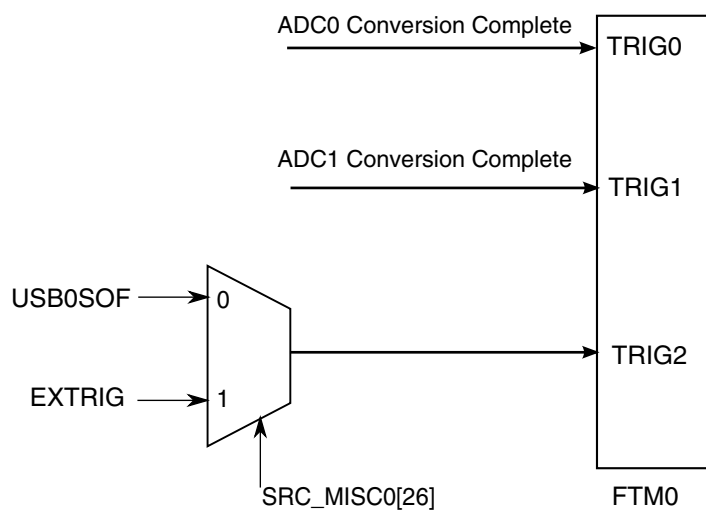 ADC0 Conversion Complete
TRIG0
ADC1 Conversion Complete
TRIG1
USB0SOF
0
TRIG2
EXTRIG
1
SRC_MISC0[26]
FTM0